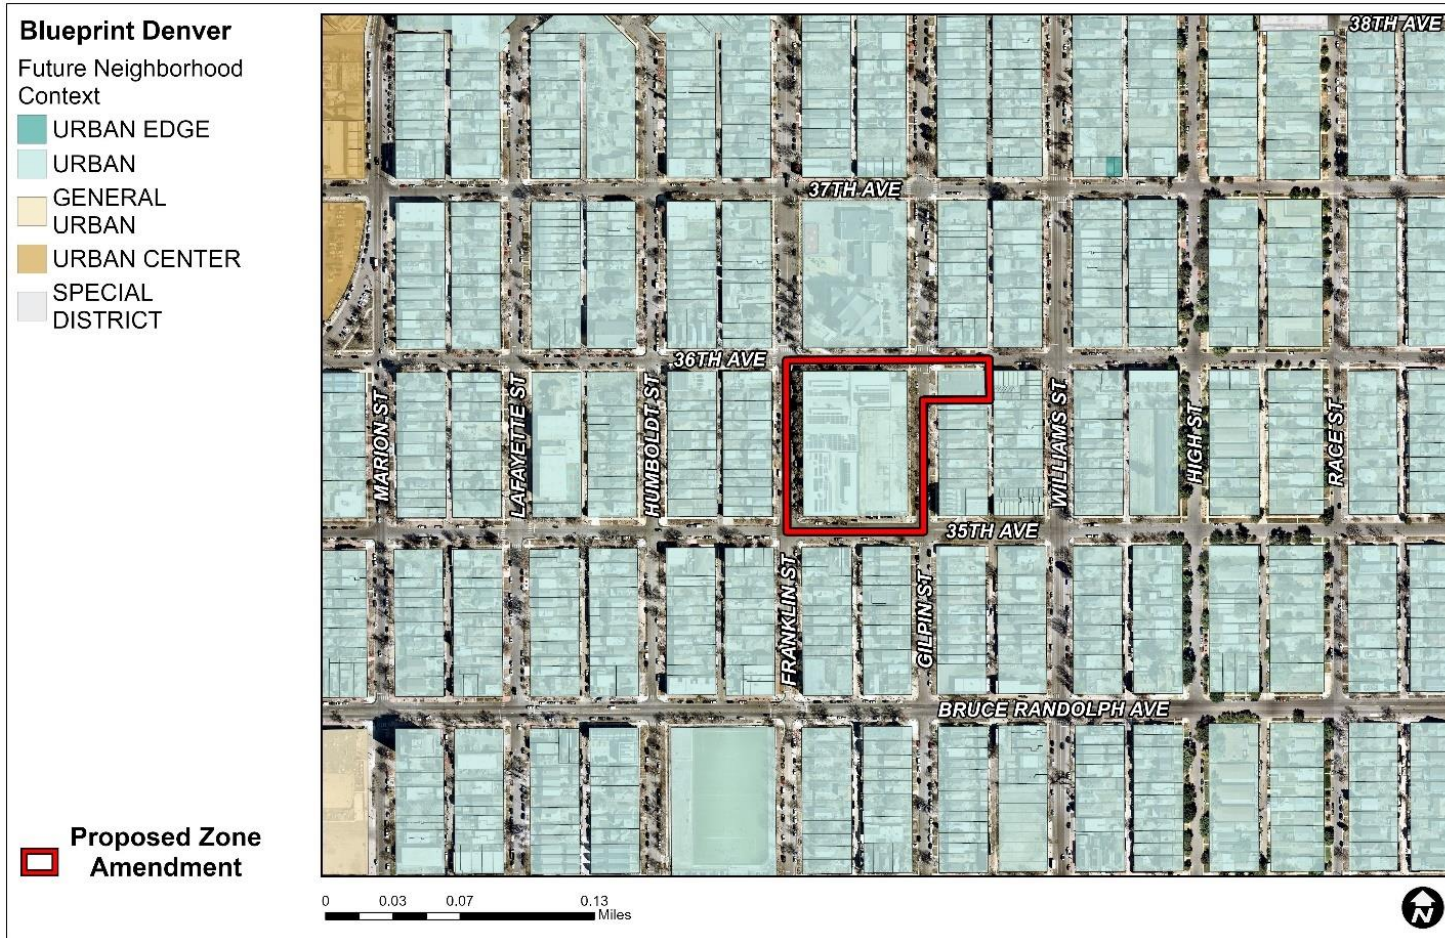 Blueprint Denver
Future Neighborhood
Context
URBAN EDGE
URBAN
GENERAL
URBAN
URBAN CENTER
SPECIAL
DISTRICT
38TH AVE
37TH AVE
36TH AVE
MARION ST
LAFAYETTE ST
HUMBOLDT ST
WILLIAMS ST
HIGH ST
RACE ST
35TH AVE
FRANKLIN ST
GILPIN ST
BRUCE RANDOLPH AVE
Proposed Zone
Amendment
0 0.03 0.07 0.13
Miles